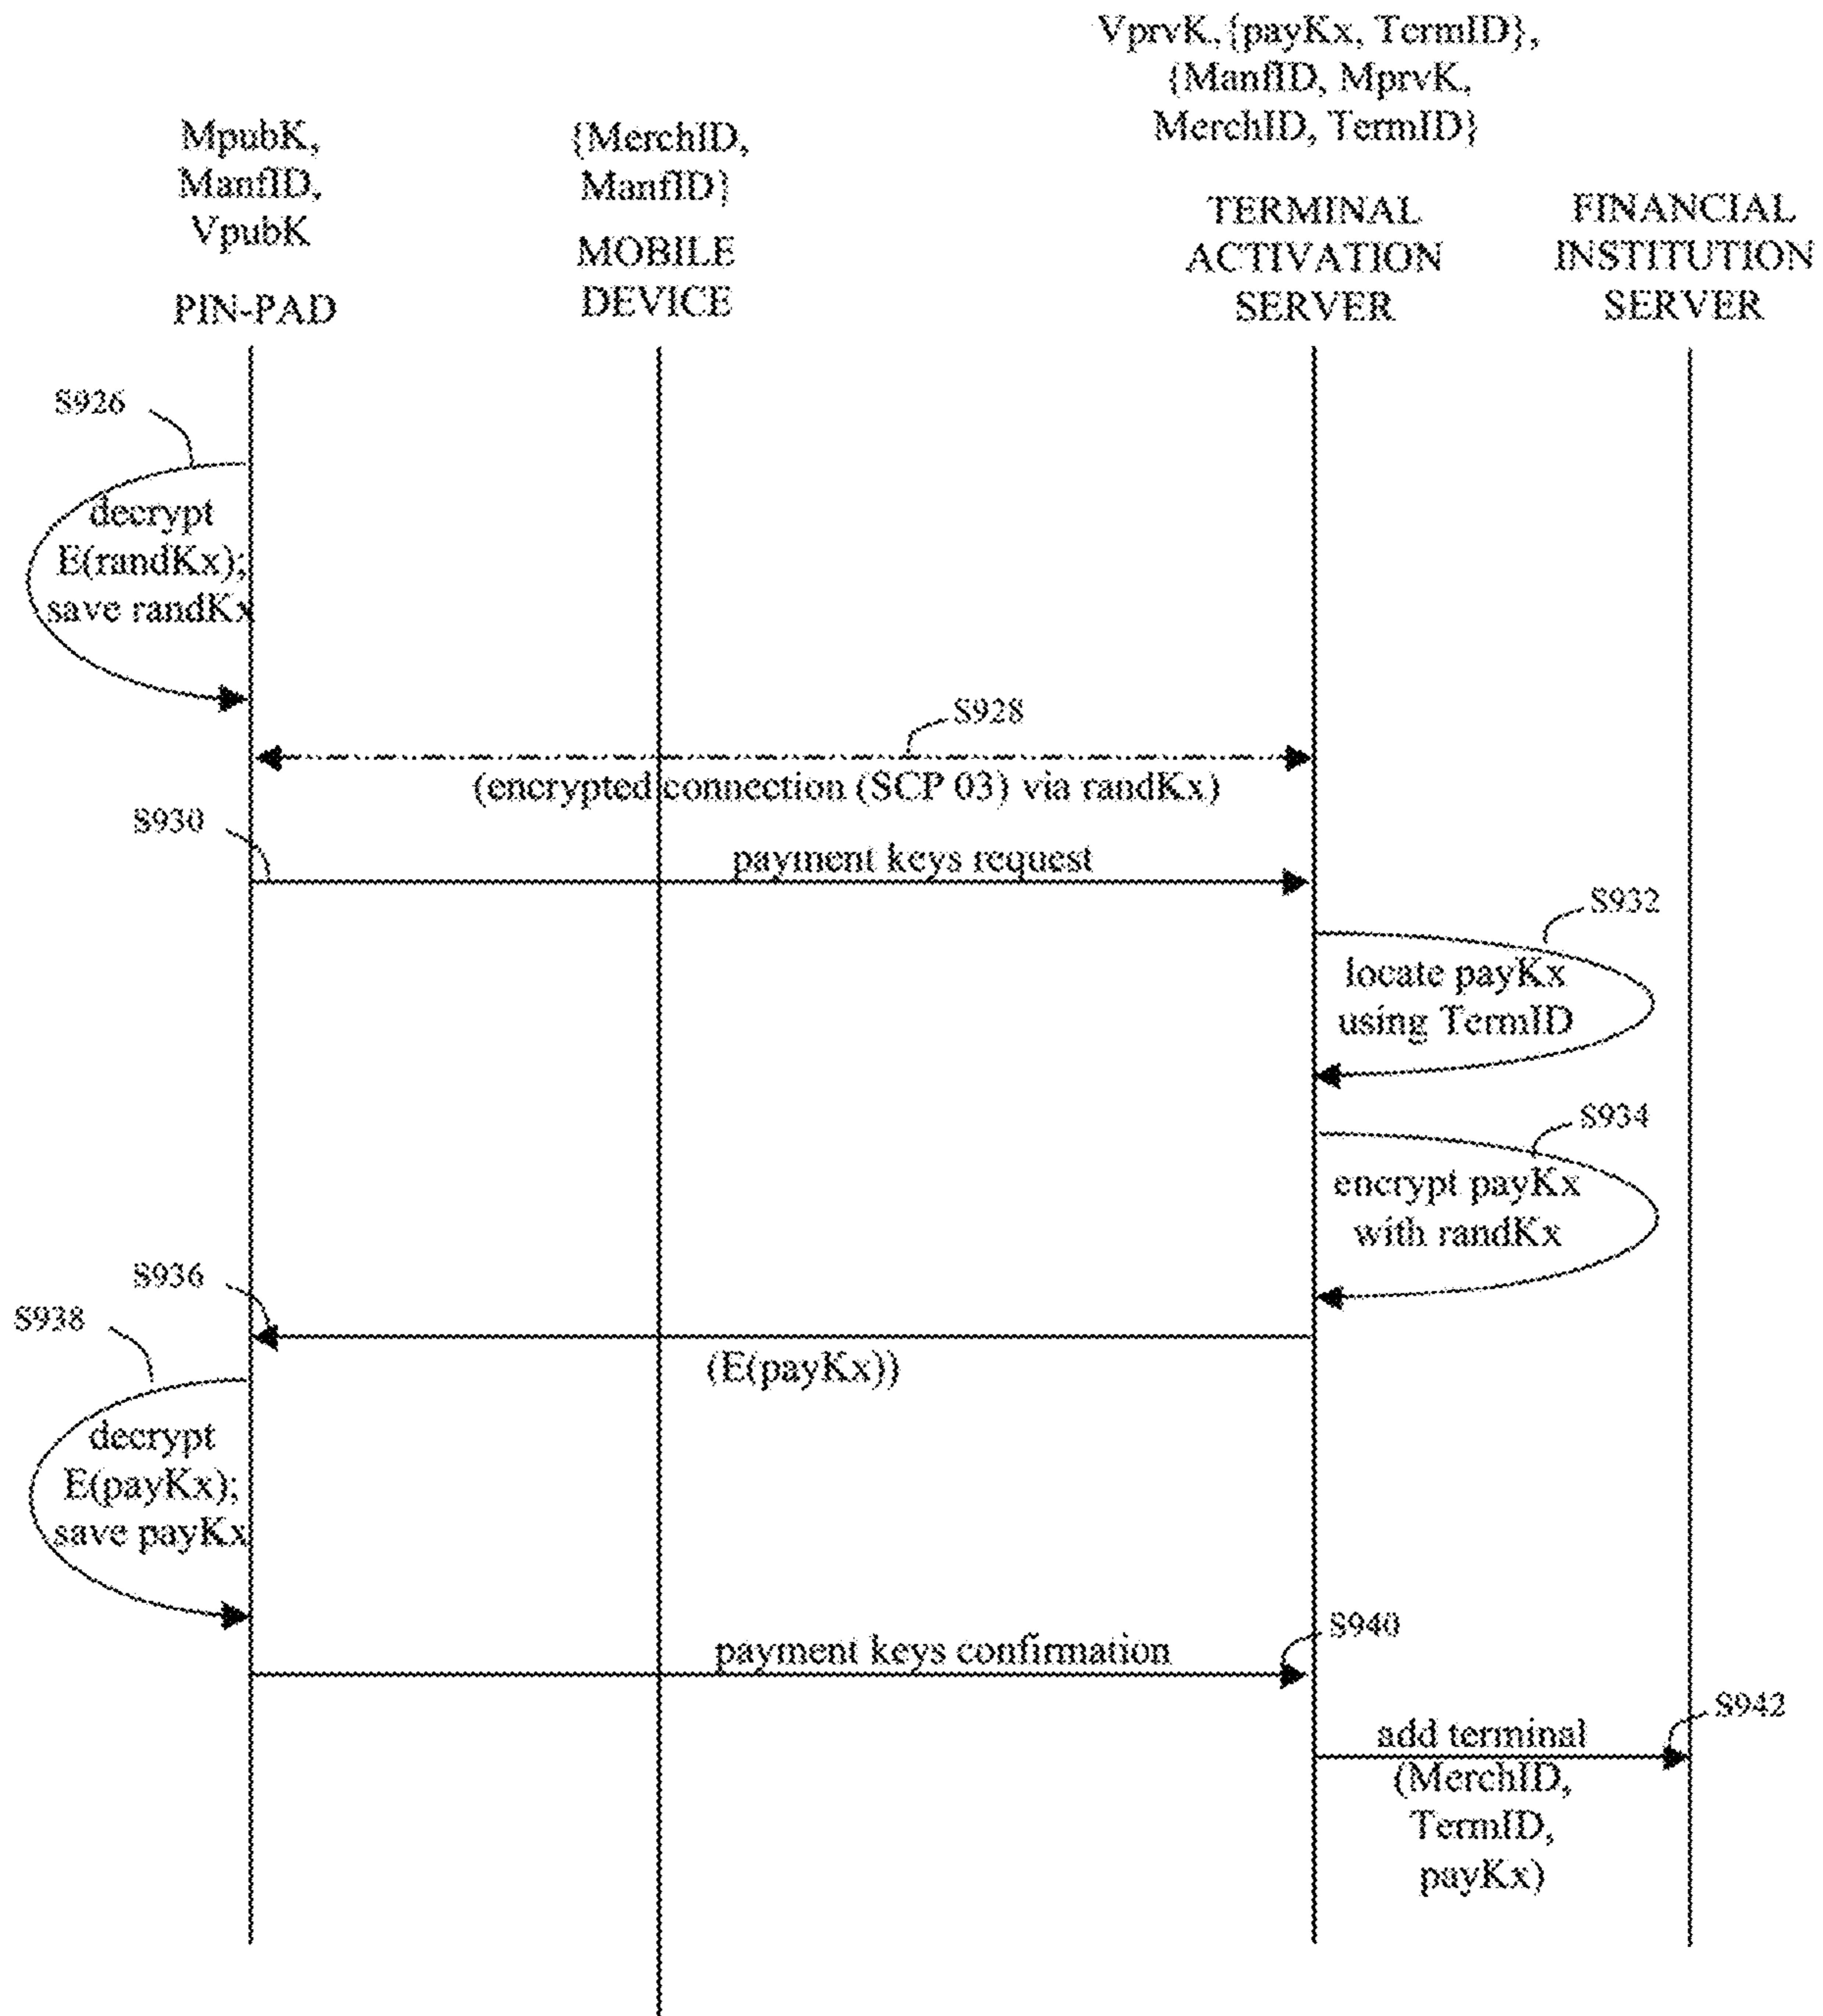 VprvK, {payKx, TermID},
{ManfID, MprvK,
MerchID, TermID}
MpubK,
ManfID,
VpubK
PIN-PAD
{MerchID,
ManfID}
MOBILE
DEVICE
TERMINAL
ACTIVATION
SERVER
FINANCIAL
INSTITUTION
SERVER
S926
decrypt
E(randKx);
save randKx
S928
(encrypted connection (SCP 03) via randKx)
S930
payment keys request
S932
locate payKx
using TermID
S934
encrypt payKx
with randKx
S936
(E(payKx))
S938
decrypt
E(payKx);
save payKx
S940
payment keys confirmation
S942
add terminal
(MerchID,
TermID,
payKx)